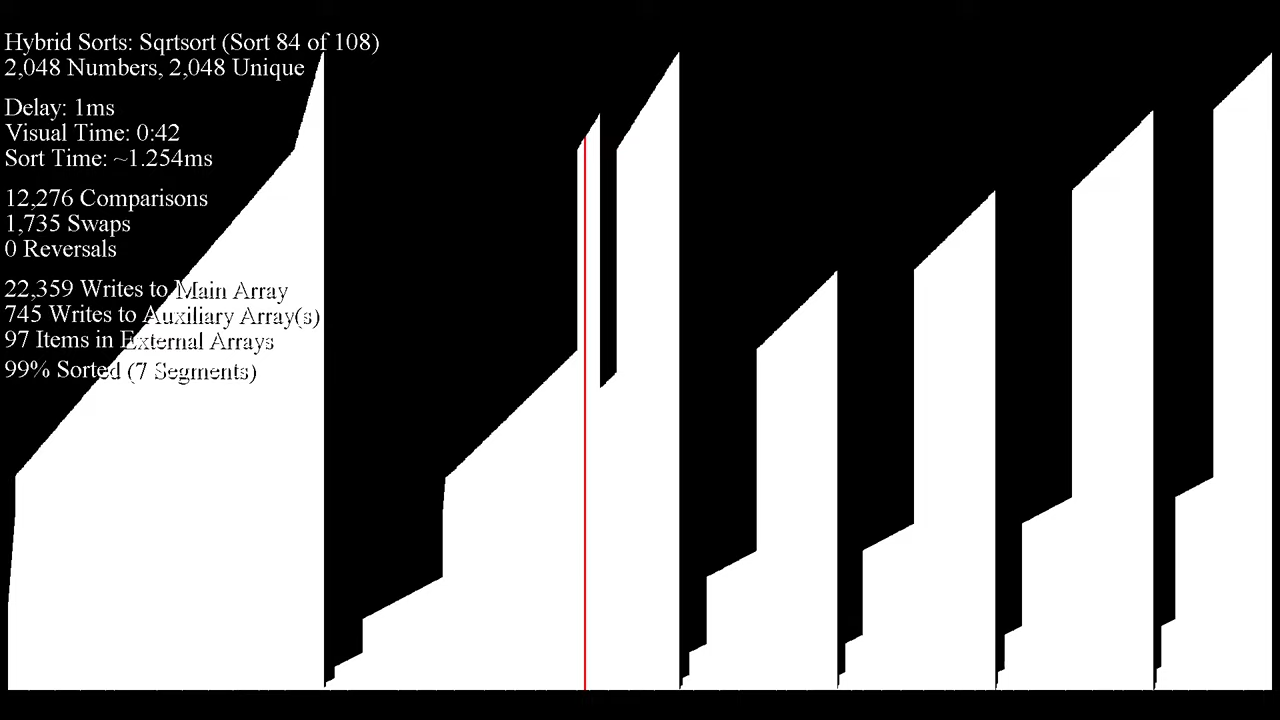 Hybrid Sorts: Sqrtsort (Sort 84 of 108)
2,048 Numbers, 2,048 Unique
Delay: 1ms
Visual Time: 0:42
Sort Time: ~1.254ms
12,276 Comparisons
1,735 Swaps
0 Reversals
22,359 Writes to Main Array
745 Writes to Auxiliary Array(s)
97 Items in External Arrays
99% Sorted (7 Segments)